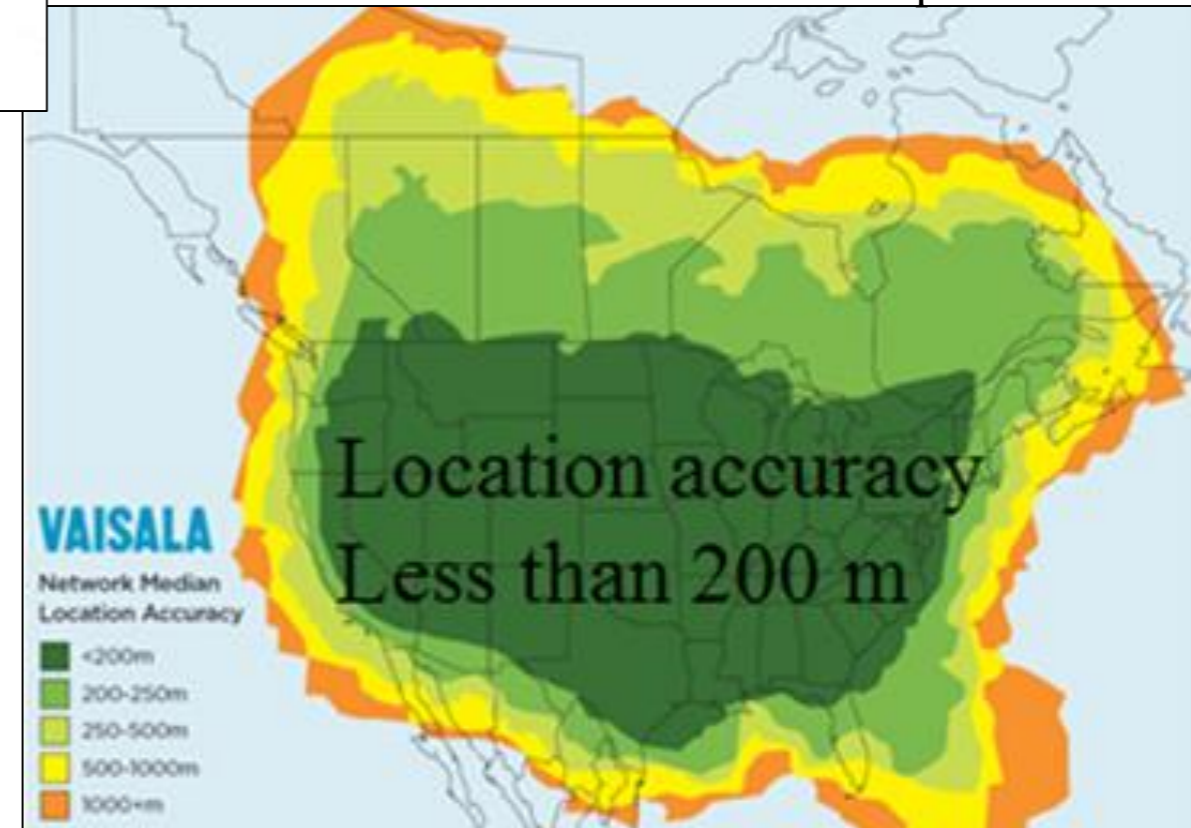 Location accuracy
Less than 200 m
VAISALA
Network Median
Location Accuracy
<200m
200-250m
250-500m
500-1000m
1000+m